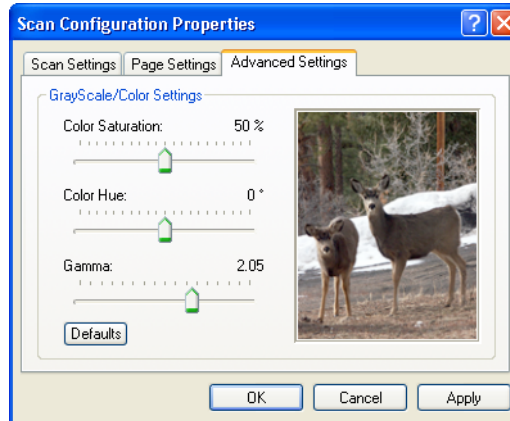 Scan Configuration Properties
Scan Settings Page Settings Advanced Settings
GrayScale/Color Settings
Color Saturation: 50 %
Color Hue: 0 °
Gamma: 2.05
Defaults
OK Cancel Apply